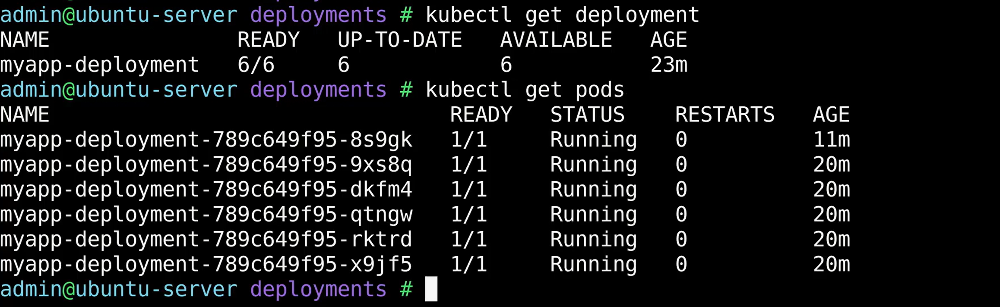 admin@ubuntu-server deployments # kubectl get deployment
NAME               READY   UP-TO-DATE   AVAILABLE   AGE
myapp-deployment   6/6     6            6           23m
admin@ubuntu-server deployments # kubectl get pods
NAME                                READY   STATUS    RESTARTS   AGE
myapp-deployment-789c649f95-8s9gk   1/1     Running   0          11m
myapp-deployment-789c649f95-9xs8q   1/1     Running   0          20m
myapp-deployment-789c649f95-dkfm4   1/1     Running   0          20m
myapp-deployment-789c649f95-qtngw   1/1     Running   0          20m
myapp-deployment-789c649f95-rktrd   1/1     Running   0          20m
myapp-deployment-789c649f95-x9jf5   1/1     Running   0          20m
admin@ubuntu-server deployments #